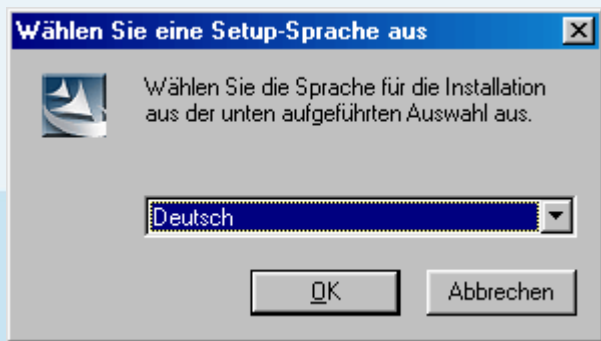 Wählen Sie eine Setup-Sprache aus
Wählen Sie die Sprache für die Installation
aus der unten aufgeführten Auswahl aus.
Deutsch
OK
Abbrechen